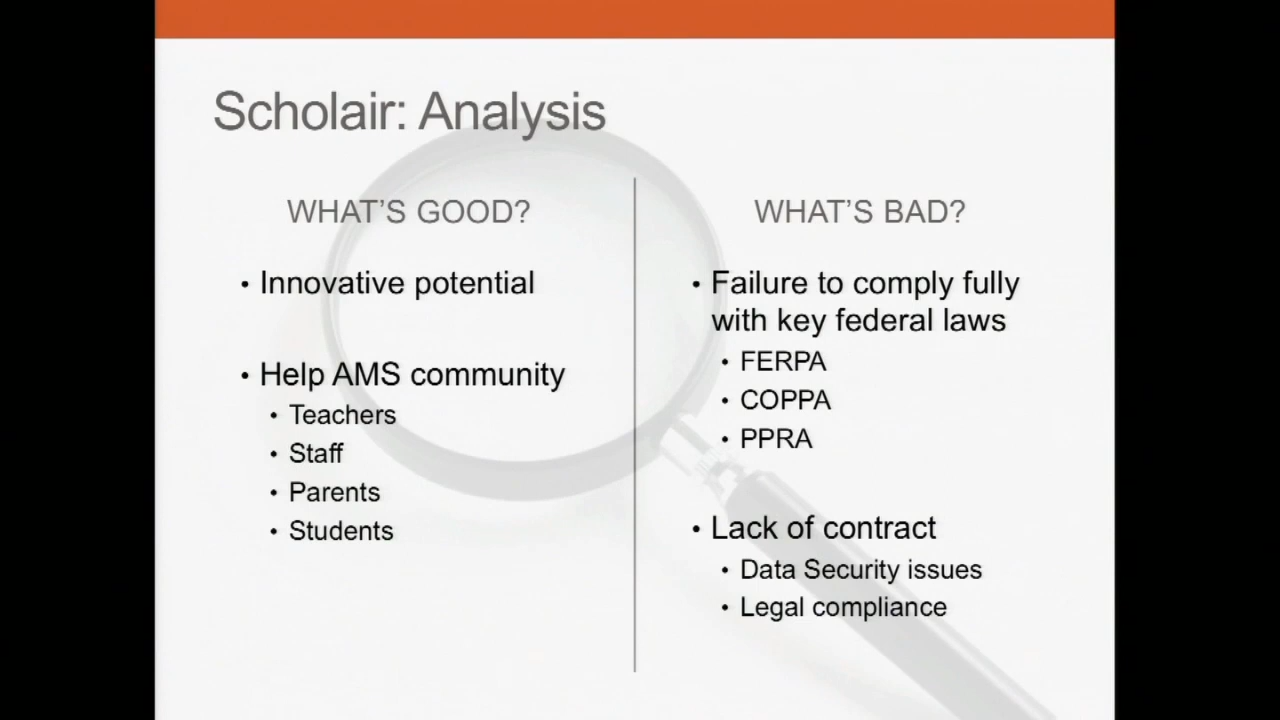 Scholair: Analysis
WHAT'S GOOD?
• Innovative potential
• Help AMS community
• Teachers
• Staff
• Parents
• Students
WHAT'S BAD?
• Failure to comply fully
with key federal laws
• FERPA
• COPPA
• PPRA
• Lack of contract
• Data Security issues
• Legal compliance